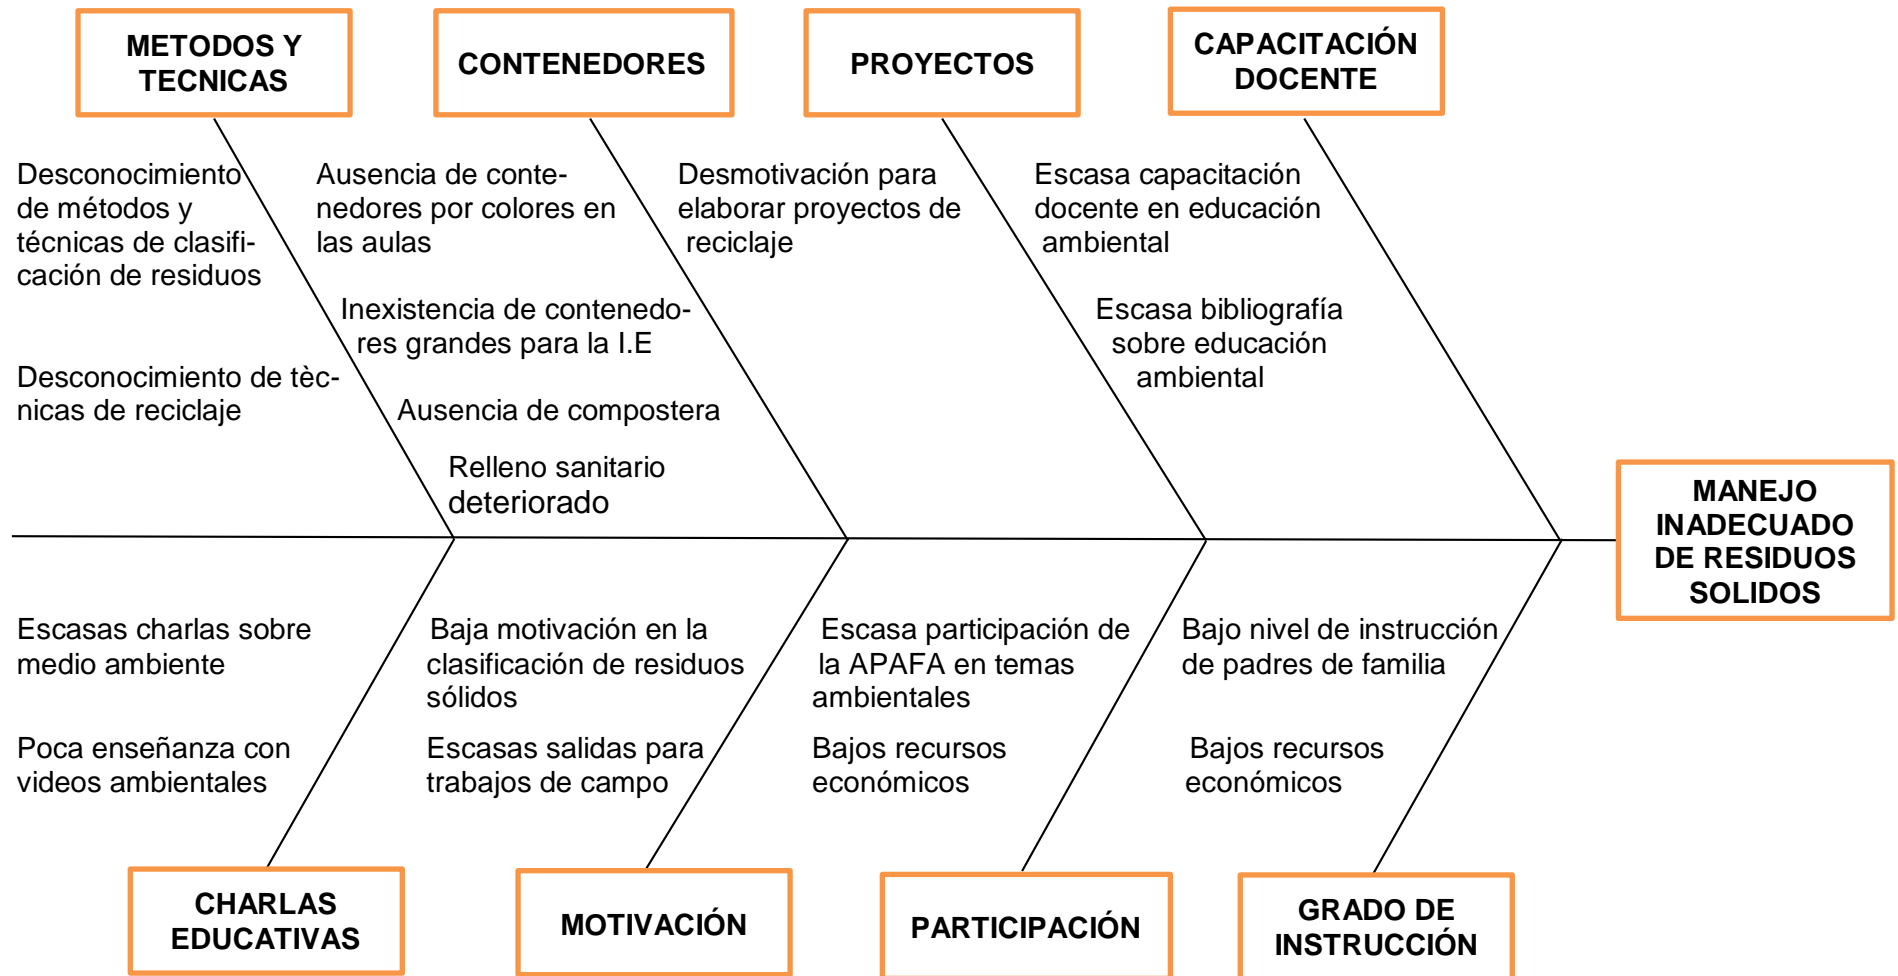 METODOS Y
TECNICAS
CONTENEDORES
PROYECTOS
CAPACITACIÓN
DOCENTE
Desconocimiento
de métodos y
técnicas de clasifi-
cación de residuos
Desconocimiento de tèc-
nicas de reciclaje
Ausencia de conte-
nedores por colores en
las aulas
Inexistencia de contenedo-
res grandes para la I.E
Ausencia de compostera
Relleno sanitario
deteriorado
Desmotivación para
elaborar proyectos de
reciclaje
Escasa capacitación
docente en educación
ambiental
Escasa bibliografía
sobre educación
ambiental
MANEJO
INADECUADO
DE RESIDUOS
SOLIDOS
Escasas charlas sobre
medio ambiente
Poca enseñanza con
videos ambientales
Baja motivación en la
clasificación de residuos
sólidos
Escasas salidas para
trabajos de campo
Escasa participación de
la APAFA en temas
ambientales
Bajos recursos
económicos
Bajo nivel de instrucción
de padres de familia
Bajos recursos
económicos
CHARLAS
EDUCATIVAS
MOTIVACIÓN
PARTICIPACIÓN
GRADO DE
INSTRUCCIÓN